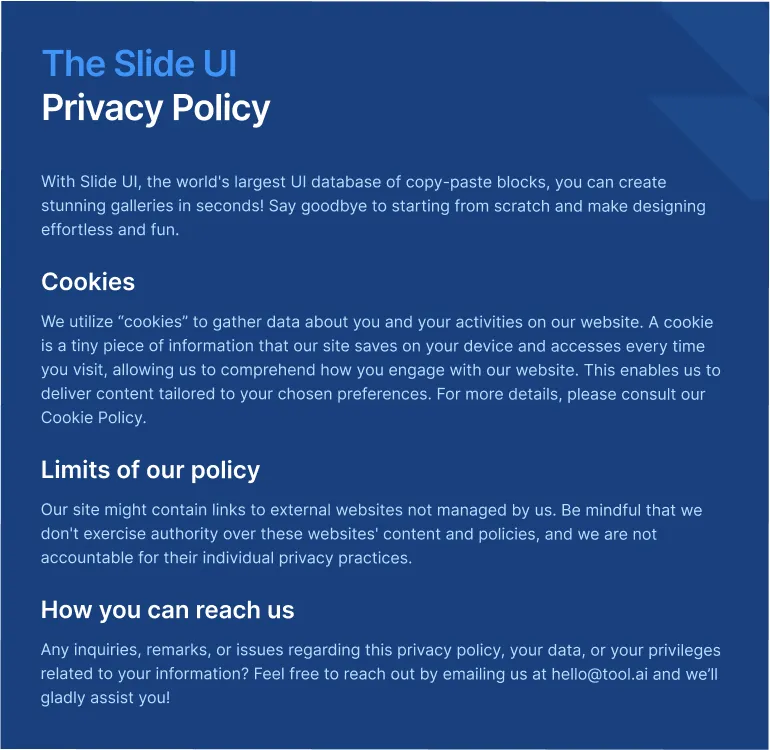 The Slide UI
Privacy Policy
With Slide UI, the world's largest UI database of copy-paste blocks, you can create
stunning galleries in seconds! Say goodbye to starting from scratch and make designing
effortless and fun.
Cookies
We utilize “cookies” to gather data about you and your activities on our website. A cookie
is a tiny piece of information that our site saves on your device and accesses every time
you visit, allowing us to comprehend how you engage with our website. This enables us to
deliver content tailored to your chosen preferences. For more details, please consult our
Cookie Policy.
Limits of our policy
Our site might contain links to external websites not managed by us. Be mindful that we
don't exercise authority over these websites' content and policies, and we are not
accountable for their individual privacy practices.
How you can reach us
Any inquiries, remarks, or issues regarding this privacy policy, your data, or your privileges
related to your information? Feel free to reach out by emailing us at hello@tool.ai and we’ll
gladly assist you!